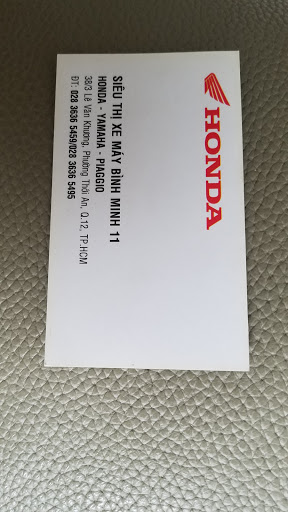 HONDA
SIÊU THỊ XE MÁY BÌNH MINH 11
HONDA - YAMAHA - PIAGGIO
38/3 Lê Văn Khương, Phường Thới An, Q.12, TP.HCM
ĐT: 028 3636 5459/028 3636 5495